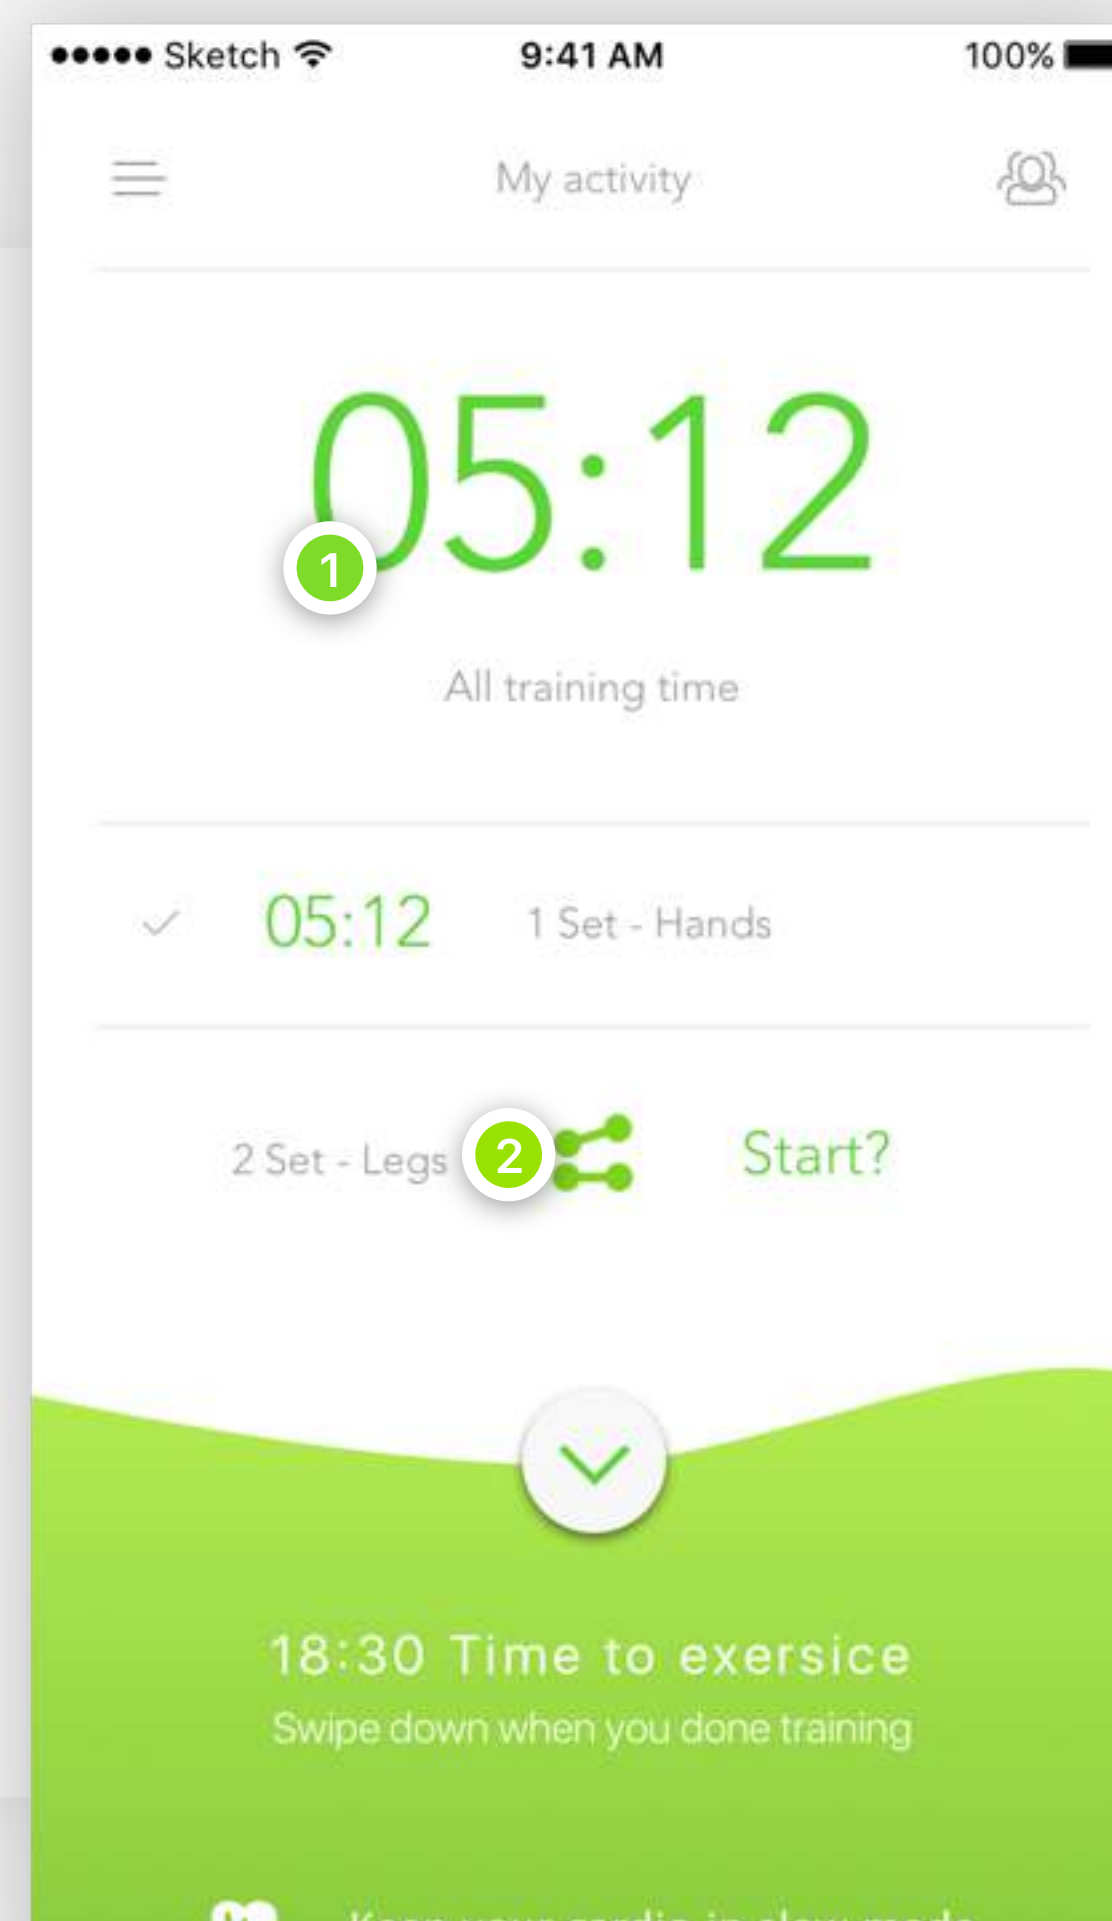 Sketch 9:41 AM 100%
My activity
05:12
1
All training time
05:12 1 Set - Hands
2 Set - Legs 2 Start?
18:30 Time to exersice
Swipe down when you done training